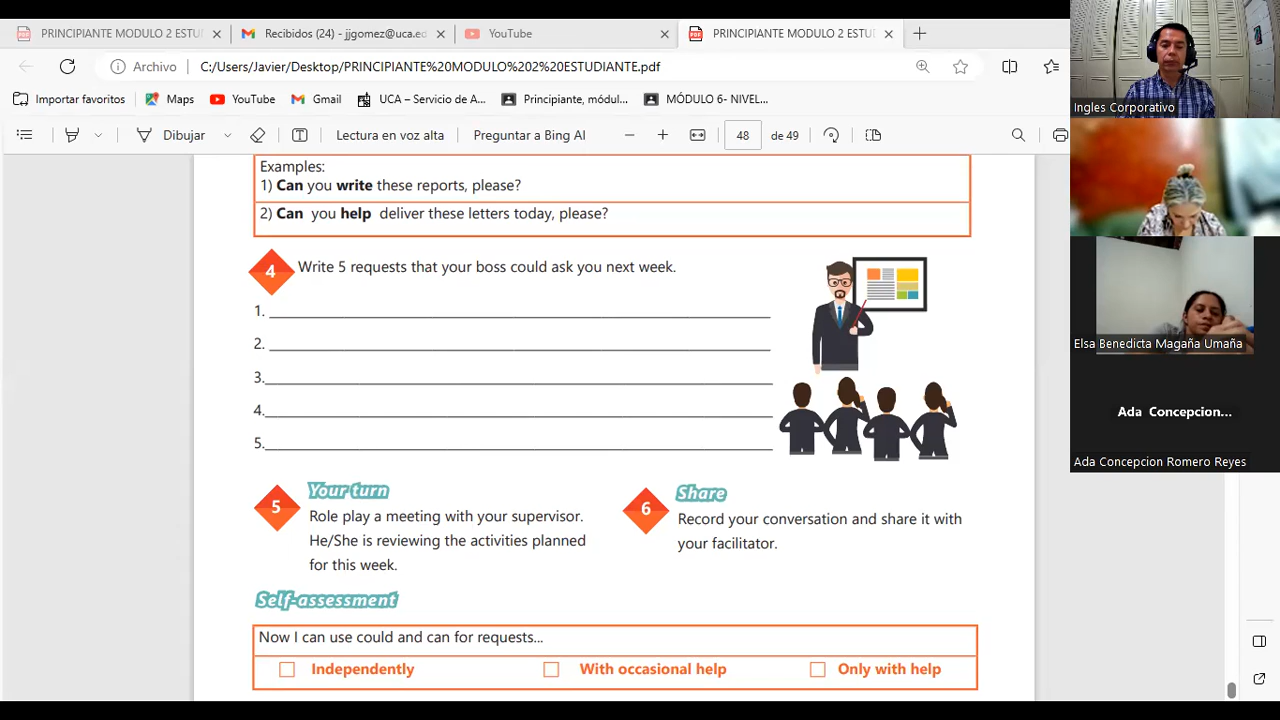 PRINCIPIANTE MODULO 2 ESTU
Recibidos (24) - jjgomez@uca.ed
YouTube
PRINCIPIANTE MODULO 2 ESTU
Archivo
C:/Users/Javier/Desktop/PRINCIPIANTE%20MODULO%202%20ESTUDIANTE.pdf
Importar favoritos
Maps
YouTube
Gmail
UCA – Servicio de A...
Principiante, módul...
MÓDULO 6- NIVEL...
Dibujar
Lectura en voz alta
Preguntar a Bing AI
48
de 49
Examples:
1) Can you write these reports, please?
2) Can you help deliver these letters today, please?
4
Write 5 requests that your boss could ask you next week.
1.
2.
3.
4.
5.
5
Your turn
Role play a meeting with your supervisor.
He/She is reviewing the activities planned
for this week.
6
Share
Record your conversation and share it with
your facilitator.
Self-assessment
Now I can use could and can for requests...
Independently
With occasional help
Only with help
Ingles Corporativo
Elsa Benedicta Magaña Umaña
Ada Concepcion...
Ada Concepcion Romero Reyes